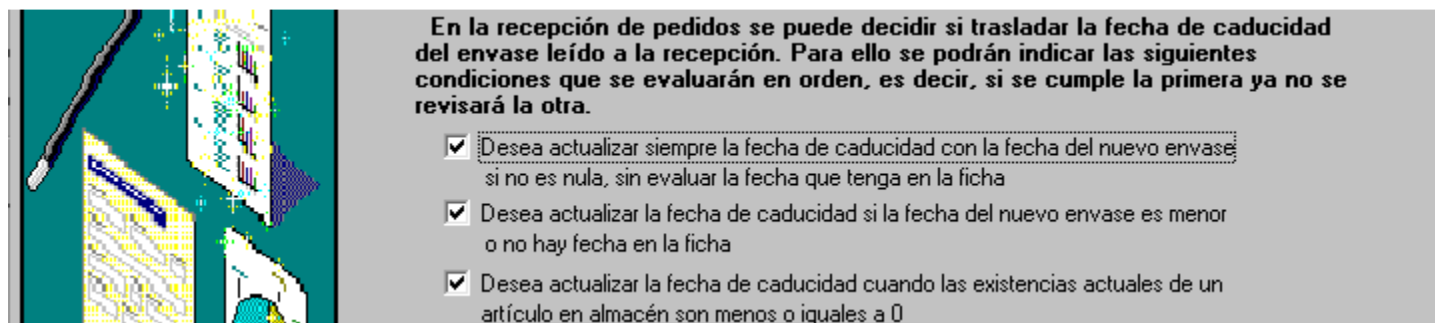 En la recepción de pedidos se puede decidir si trasladar la fecha de caducidad
del envase leído a la recepción. Para ello se podrán indicar las siguientes
condiciones que se evaluarán en orden, es decir, si se cumple la primera ya no se
revisará la otra.
Desea actualizar siempre la fecha de caducidad con la fecha del nuevo envase
si no es nula, sin evaluar la fecha que tenga en la ficha
Desea actualizar la fecha de caducidad si la fecha del nuevo envase es menor
o no hay fecha en la ficha
Desea actualizar la fecha de caducidad cuando las existencias actuales de un
artículo en almacén son menos o iguales a 0